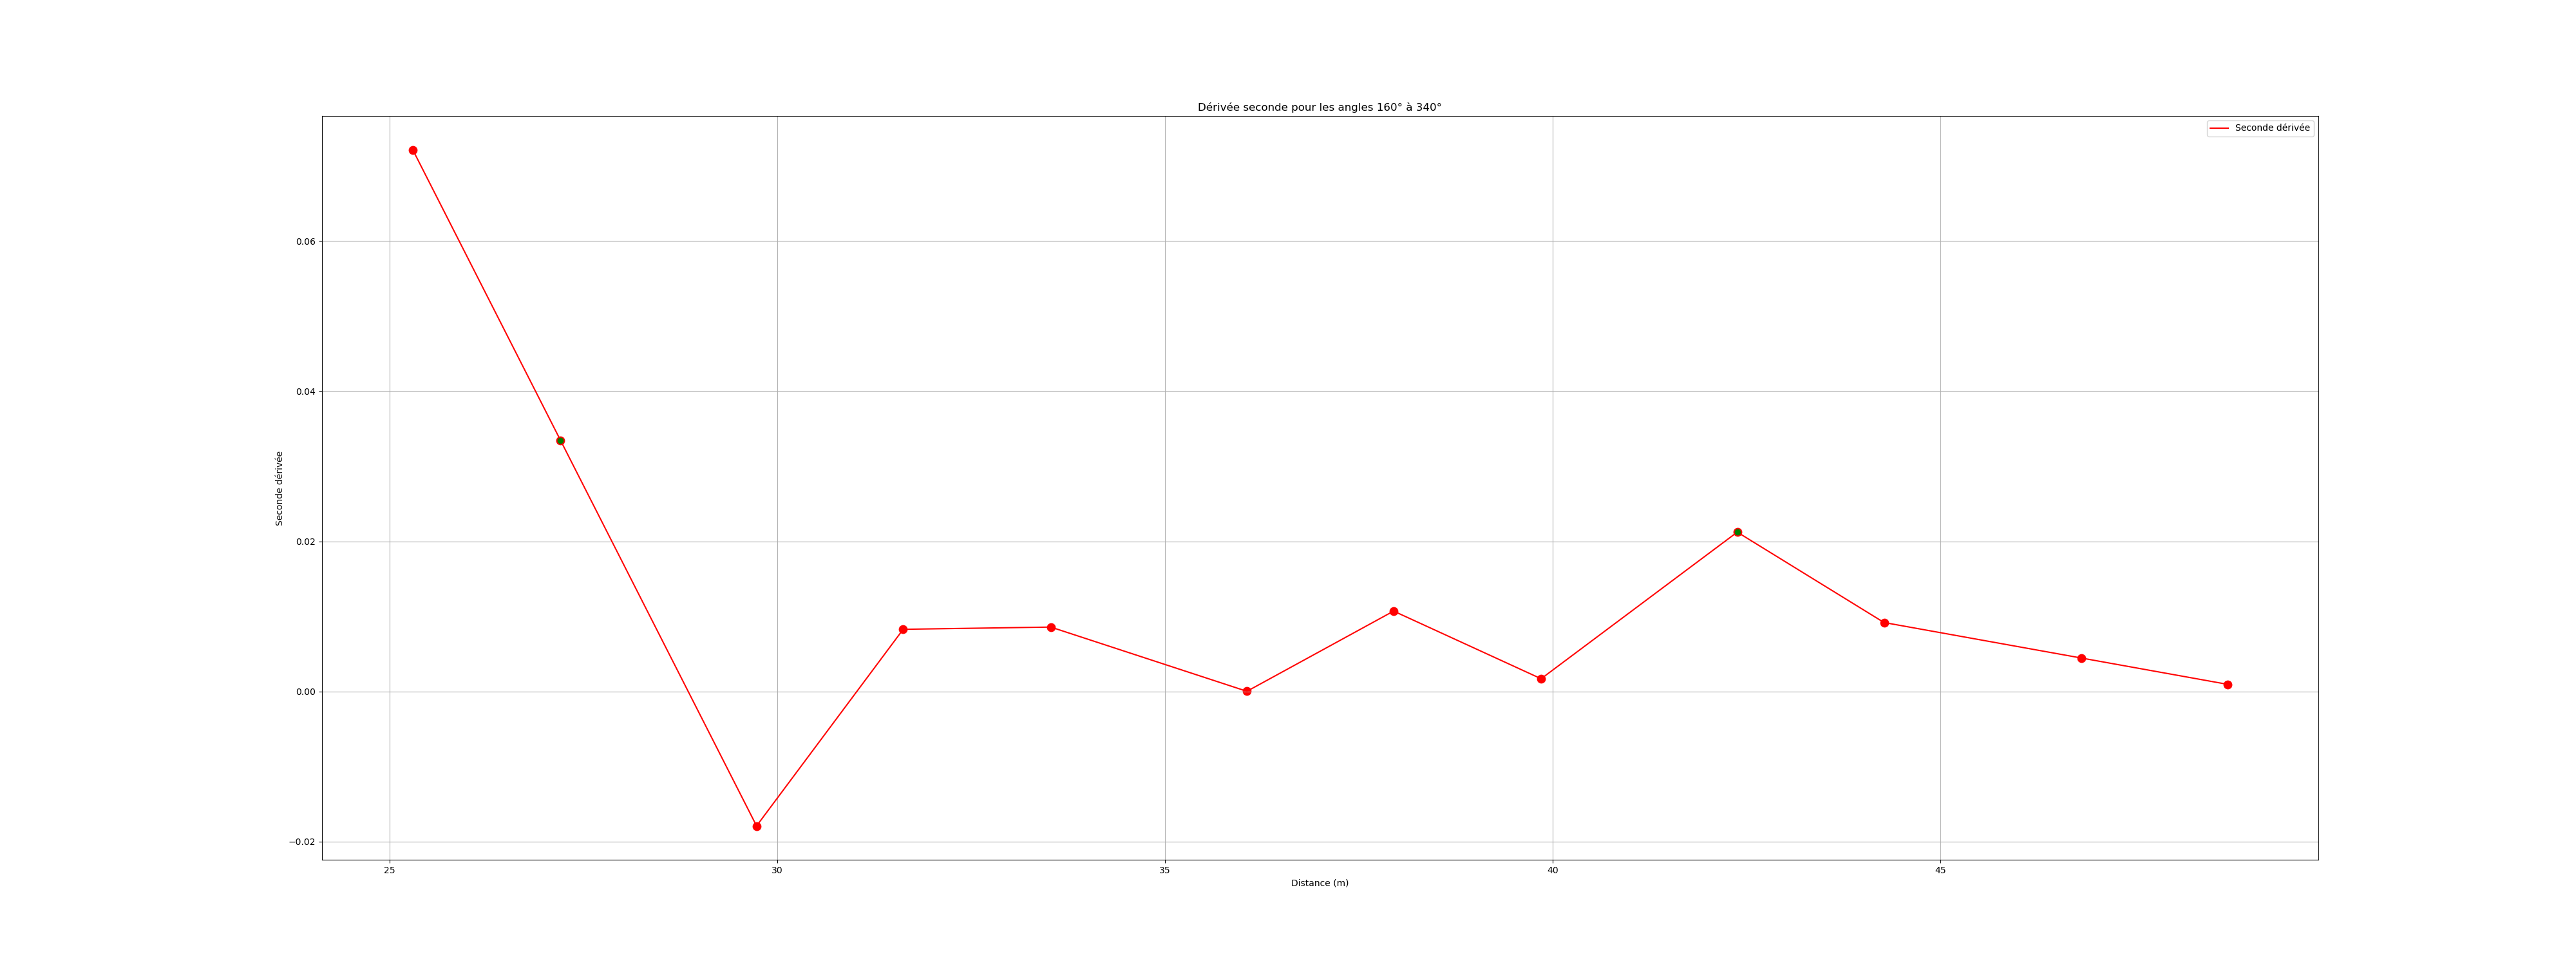 Dérivée seconde pour les angles 160° à 340°
Seconde dérivée
0.06
0.04
0.02
0.00
−0.02
Seconde dérivée
25
30
35
40
45
Distance (m)